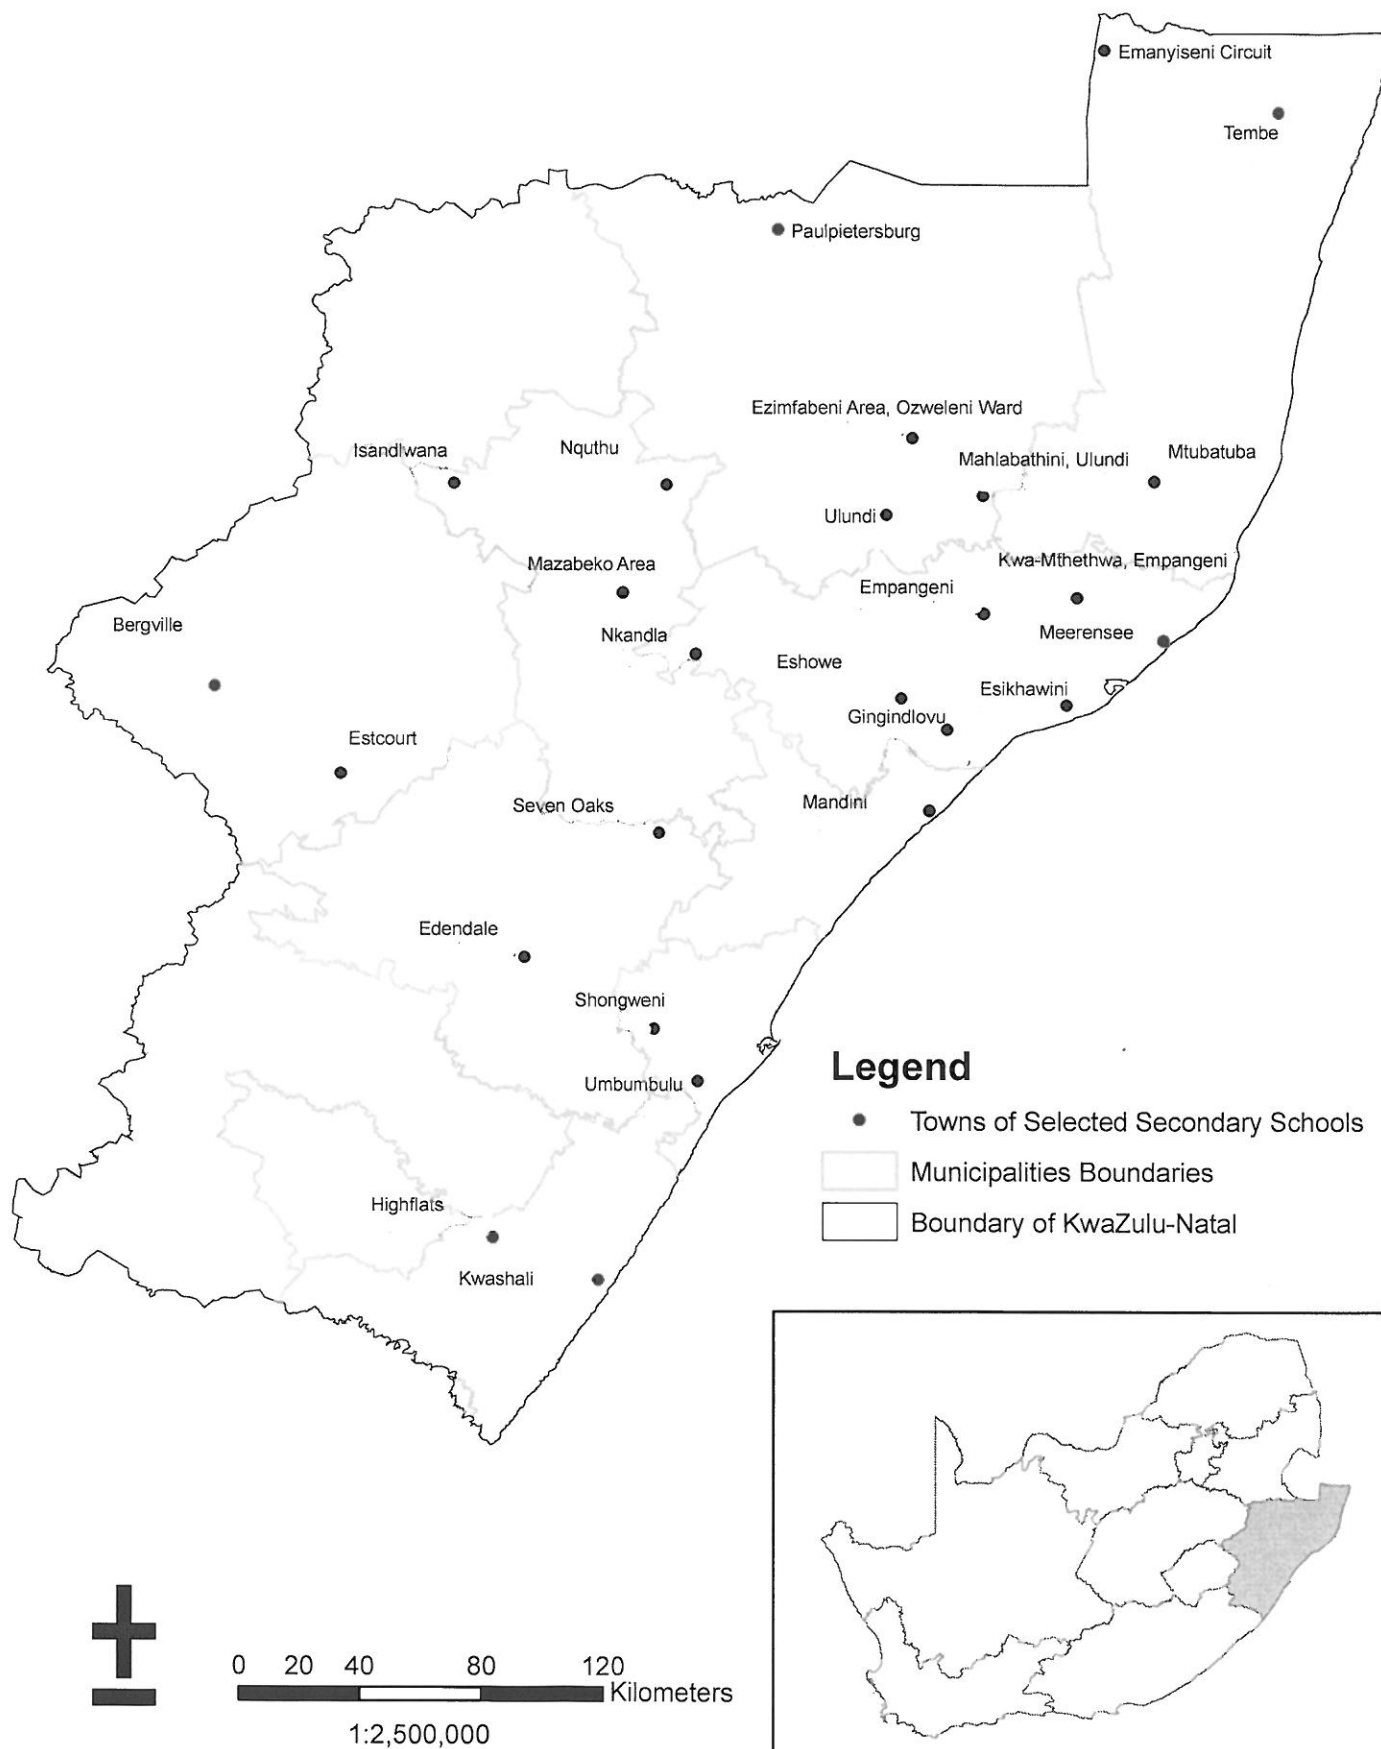 Emanyiseni Circuit
Tembe
Paulpietersburg
Ezimfabeni Area, Ozweleni Ward
Isandlwana
Nquthu
Mahlabathini, Ulundi
Mtubatuba
Ulundi
Mazabeko Area
Kwa-Mthethwa, Empangeni
Empangeni
Bergville
Nkandla
Meerensee
Eshowe
Esikhawini
Gingindlovu
Estcourt
Seven Oaks
Mandini
Edendale
Shongweni
Umbumbulu
Highflats
Kwashali
Legend
Towns of Selected Secondary Schools
Municipalities Boundaries
Boundary of KwaZulu-Natal
0 20 40 80 120
Kilometers
1:2,500,000